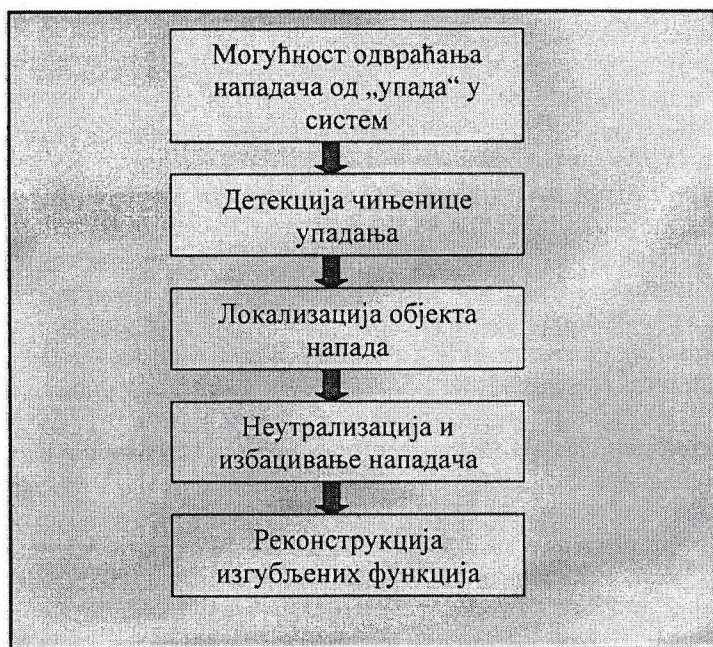 Могућност одвраћања
нападача од „упада“ у
систем
Детекција чињенице
упадања
Локализација објекта
напада
Неутрализација и
избацивање нападача
Реконструкција
изгубљених функција